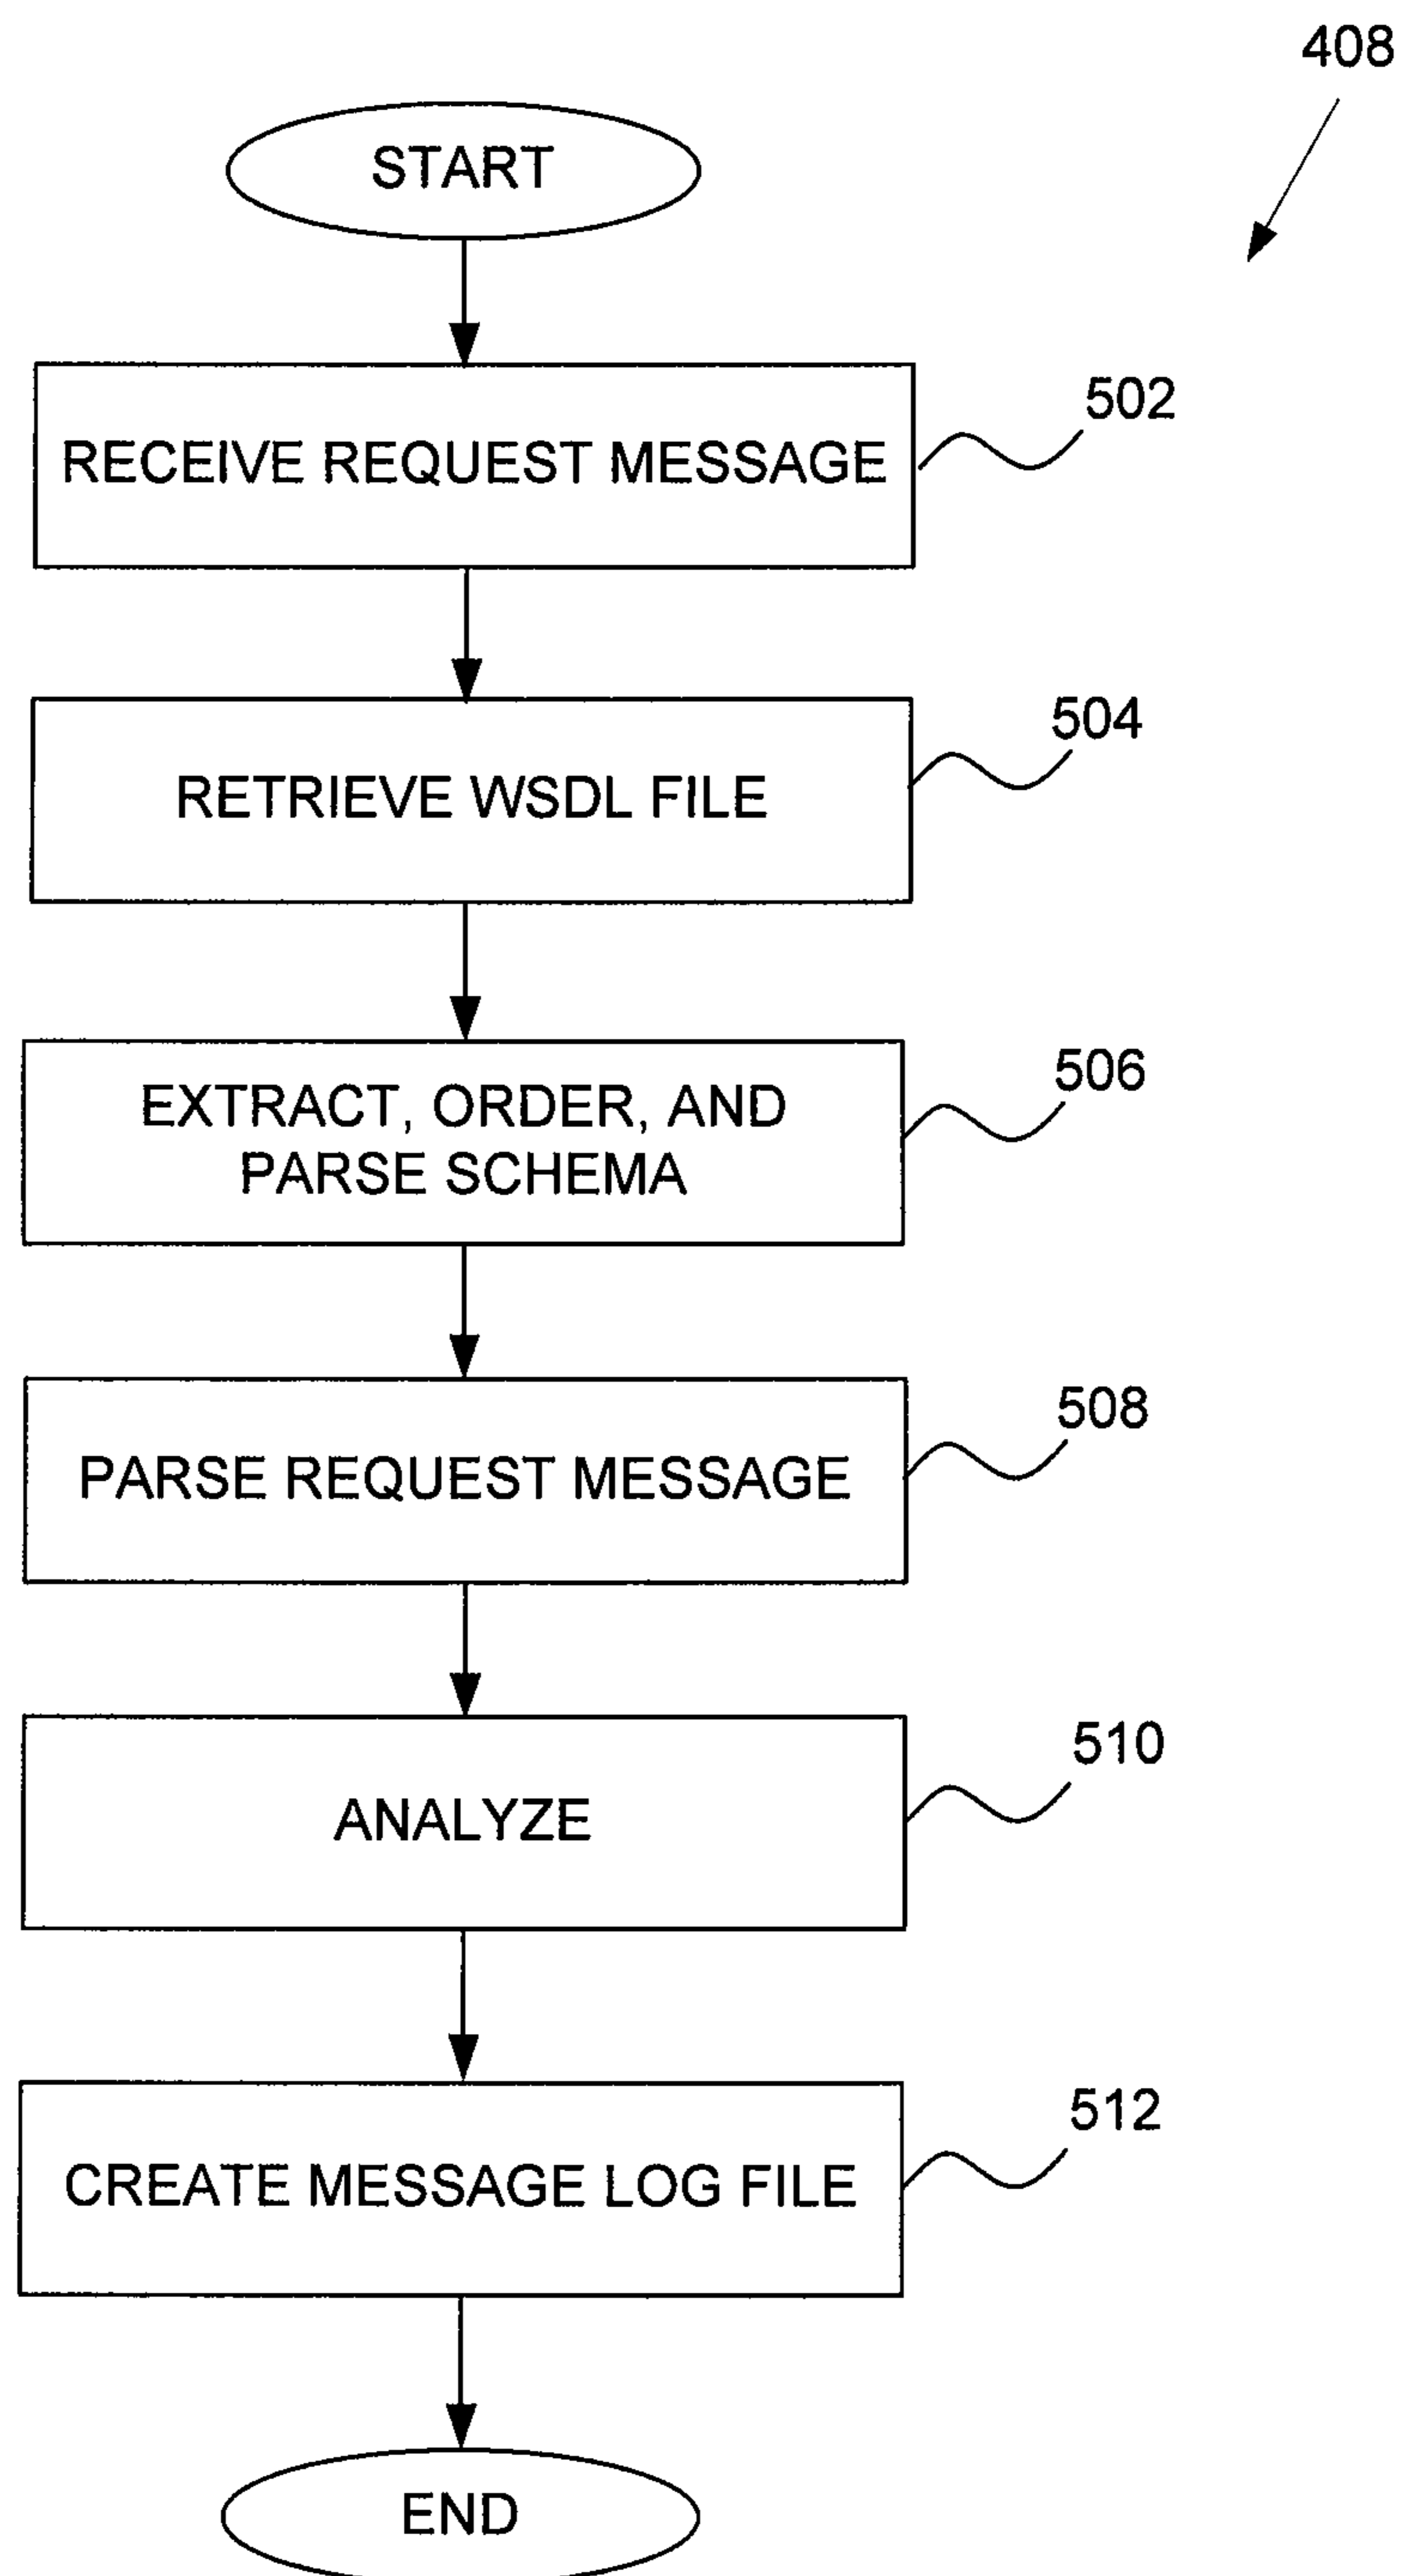 408
START
RECEIVE REQUEST MESSAGE
502
RETRIEVE WSDL FILE
504
EXTRACT, ORDER, AND
PARSE SCHEMA
506
PARSE REQUEST MESSAGE
508
ANALYZE
510
CREATE MESSAGE LOG FILE
512
END